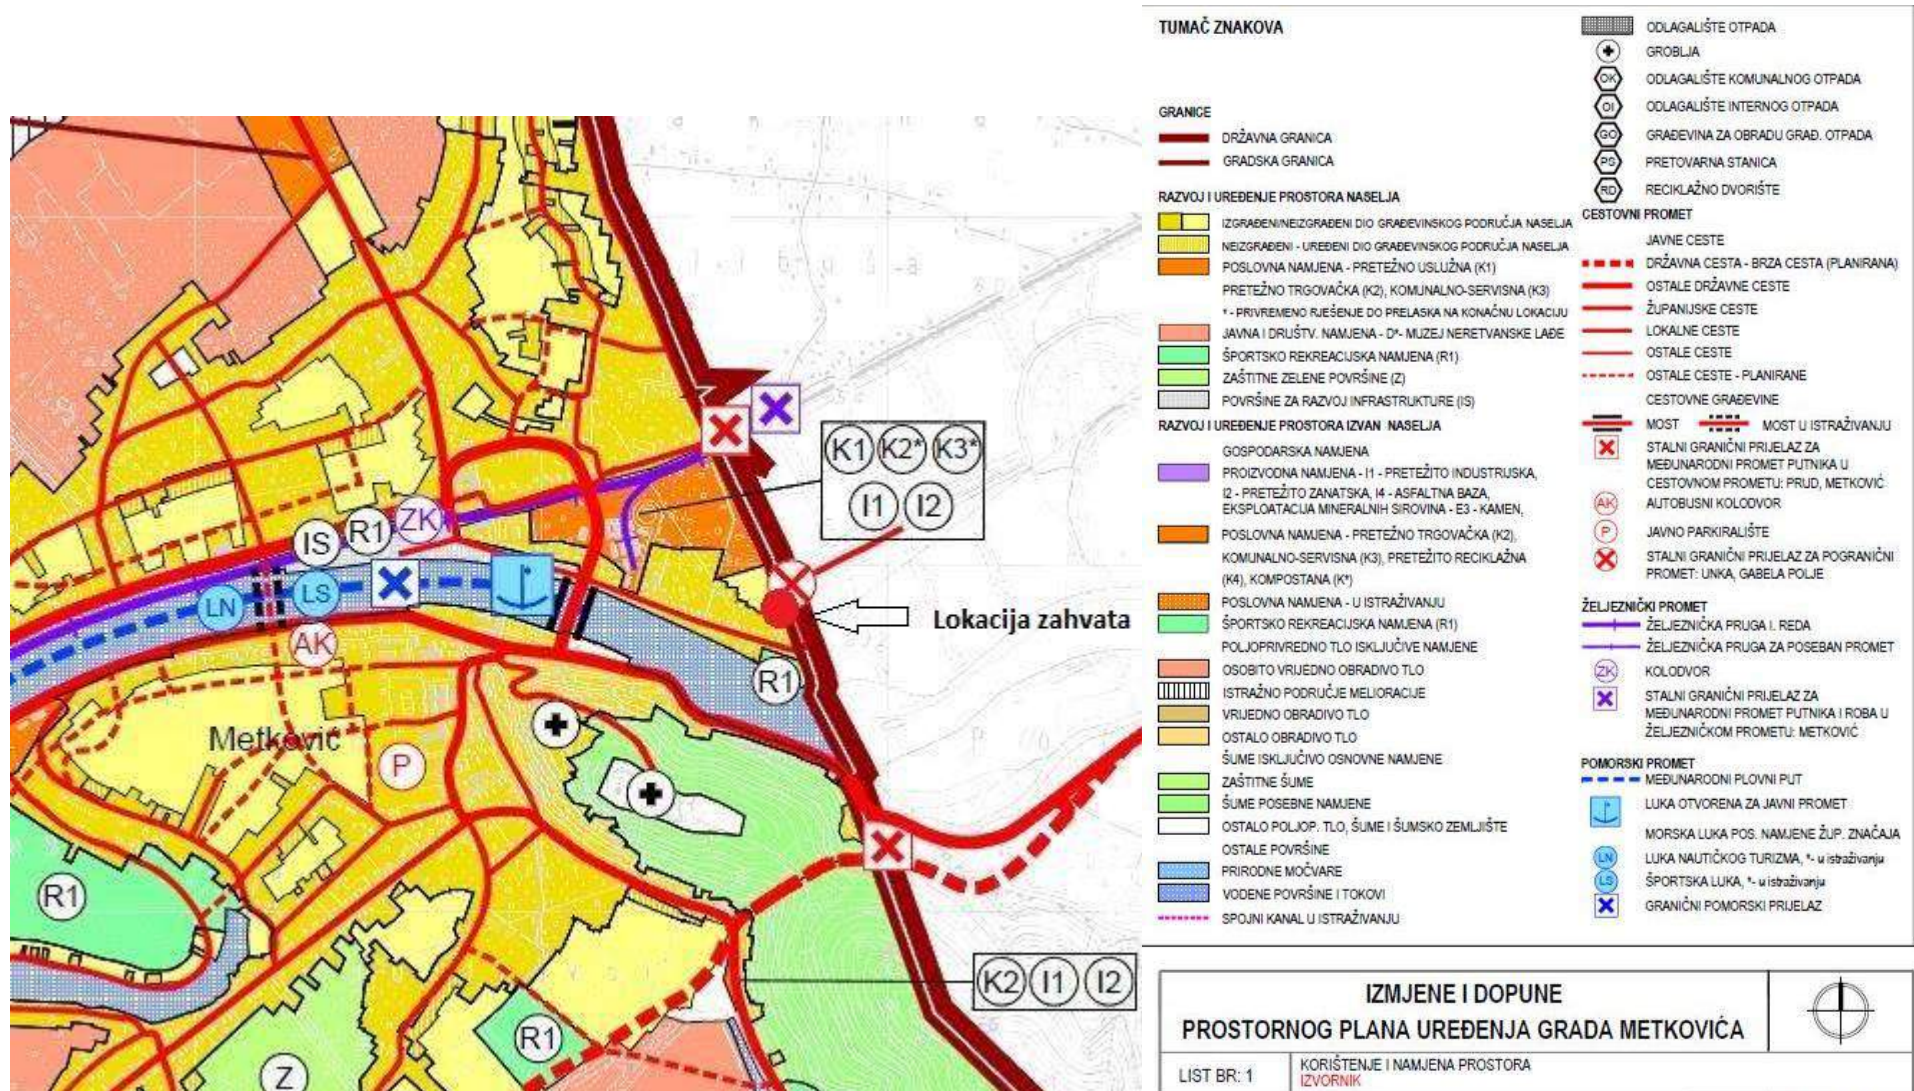 K1 K2* K3*
I1 I2
IS R1 ZK
LN LS
AK
Lokacija zahvata
R1
Metković
P
R1
K2 I1 I2
R1
Z
TUMAČ ZNAKOVA
GRANICE
DRŽAVNA GRANICA
GRADSKA GRANICA
RAZVOJ I UREĐENJE PROSTORA NASELJA
IZGRAĐENI/NEIZGRAĐENI DIO GRAĐEVINSKOG PODRUČJA NASELJA
NEIZGRAĐENI - UREĐENI DIO GRAĐEVINSKOG PODRUČJA NASELJA
POSLOVNA NAMJENA - PRETEŽNO USLUŽNA (K1)
PRETEŽNO TRGOVAČKA (K2), KOMUNALNO-SERVISNA (K3)
* - PRIVREMENO RJEŠENJE DO PRELASKA NA KONAČNU LOKACIJU
JAVNA I DRUŠTV. NAMJENA - D*- MUZEJ NERETVANSKE LAĐE
ŠPORTSKO REKREACIJSKA NAMJENA (R1)
ZAŠTITNE ZELENE POVRŠINE (Z)
POVRŠINE ZA RAZVOJ INFRASTRUKTURE (IS)
RAZVOJ I UREĐENJE PROSTORA IZVAN NASELJA
GOSPODARSKA NAMJENA
PROIZVODNA NAMJENA - I1 - PRETEŽITO INDUSTRIJSKA,
I2 - PRETEŽITO ZANATSKA, I4 - ASFALTNA BAZA,
EKSPLOATACIJA MINERALNIH SIROVINA - E3 - KAMEN,
POSLOVNA NAMJENA - PRETEŽNO TRGOVAČKA (K2),
KOMUNALNO-SERVISNA (K3), PRETEŽITO RECIKLAŽNA
(K4), KOMPOSTANA (K*)
POSLOVNA NAMJENA - U ISTRAŽIVANJU
ŠPORTSKO REKREACIJSKA NAMJENA (R1)
POLJOPRIVREDNO TLO ISKLJUČIVE NAMJENE
OSOBITO VRIJEDNO OBRADIVO TLO
ISTRAŽNO PODRUČJE MELIORACIJE
VRIJEDNO OBRADIVO TLO
OSTALO OBRADIVO TLO
ŠUME ISKLJUČIVO OSNOVNE NAMJENE
ZAŠTITNE ŠUME
ŠUME POSEBNE NAMJENE
OSTALO POLJOP. TLO, ŠUME I ŠUMSKO ZEMLJIŠTE
OSTALE POVRŠINE
PRIRODNE MOČVARE
VODENE POVRŠINE I TOKOVI
SPOJNI KANAL U ISTRAŽIVANJU
ODLAGALIŠTE OTPADA
GROBLJA
OK ODLAGALIŠTE KOMUNALNOG OTPADA
OI ODLAGALIŠTE INTERNOG OTPADA
GO GRAĐEVINA ZA OBRADU GRAĐ. OTPADA
PS PRETOVARNA STANICA
RD RECIKLAŽNO DVORIŠTE
CESTOVNI PROMET
JAVNE CESTE
DRŽAVNA CESTA - BRZA CESTA (PLANIRANA)
OSTALE DRŽAVNE CESTE
ŽUPANIJSKE CESTE
LOKALNE CESTE
OSTALE CESTE
OSTALE CESTE - PLANIRANE
CESTOVNE GRAĐEVINE
MOST MOST U ISTRAŽIVANJU
STALNI GRANIČNI PRIJELAZ ZA
MEĐUNARODNI PROMET PUTNIKA U
CESTOVNOM PROMETU: PRUD, METKOVIĆ
AK AUTOBUSNI KOLODVOR
P JAVNO PARKIRALIŠTE
STALNI GRANIČNI PRIJELAZ ZA POGRANIČNI
PROMET: UNKA, GABELA POLJE
ŽELJEZNIČKI PROMET
ŽELJEZNIČKA PRUGA I. REDA
ŽELJEZNIČKA PRUGA ZA POSEBAN PROMET
ZK KOLODVOR
STALNI GRANIČNI PRIJELAZ ZA
MEĐUNARODNI PROMET PUTNIKA I ROBA U
ŽELJEZNIČKOM PROMETU: METKOVIĆ
POMORSKI PROMET
MEĐUNARODNI PLOVNI PUT
LUKA OTVORENA ZA JAVNI PROMET
MORSKA LUKA POS. NAMJENE ŽUP. ZNAČAJA
LN LUKA NAUTIČKOG TURIZMA, *- u istraživanju
LS ŠPORTSKA LUKA, *- u istraživanju
GRANIČNI POMORSKI PRIJELAZ
IZMJENE I DOPUNE
PROSTORNOG PLANA UREĐENJA GRADA METKOVIĆA
LIST BR: 1
KORIŠTENJE I NAMJENA PROSTORA
IZVORNIK